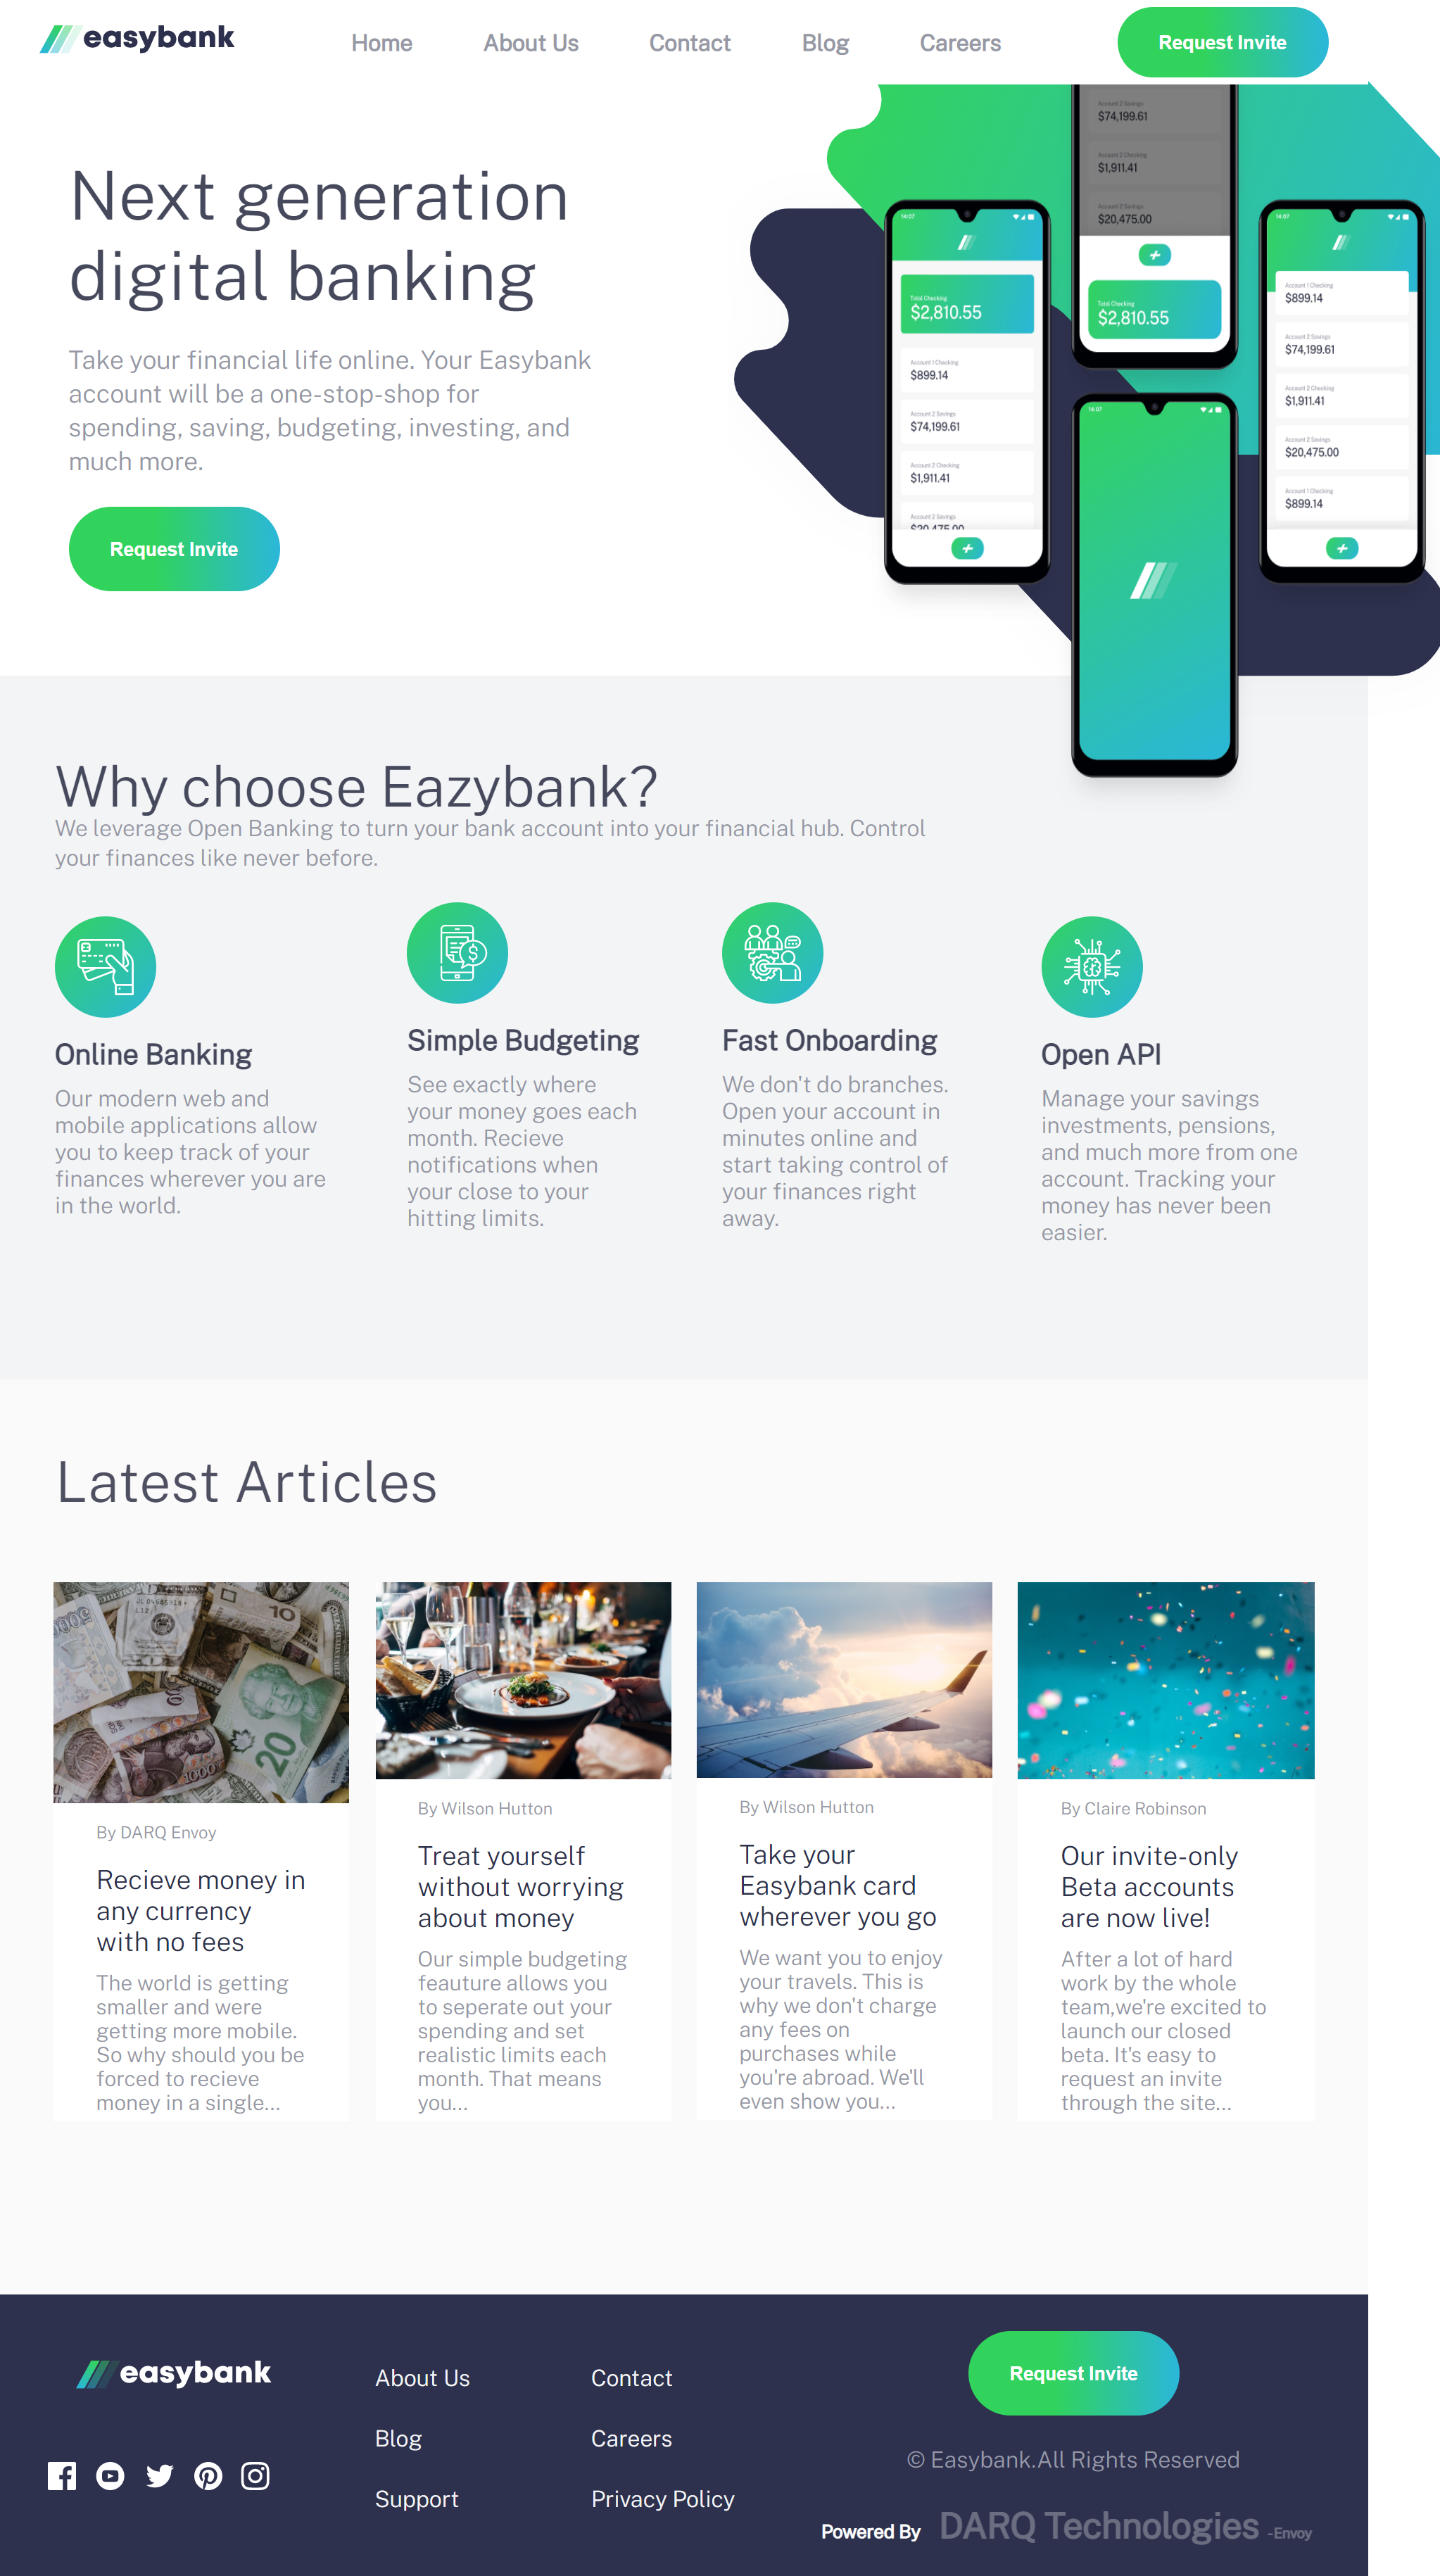 easybank
Home
About Us
Contact
Blog
Careers
Request Invite
Next generation
digital banking
Take your financial life online. Your Easybank
account will be a one-stop-shop for
spending, saving, budgeting, investing, and
much more.
Request Invite
Account 2 Savings
$74,199.61
Account 2 Checking
$1,911.41
Account 2 Savings
$20,475.00
Total Checking
$2,810.55
14:07
Total Checking
$2,810.55
Account 1 Checking
$899.14
Account 2 Savings
$74,199.61
Account 2 Checking
$1,911.41
Account 2 Savings
$20,475.00
14:07
Account 1 Checking
$899.14
Account 2 Savings
$74,199.61
Account 2 Checking
$1,911.41
Account 2 Savings
$20,475.00
Account 1 Checking
$899.14
14:07
Why choose Eazybank?
We leverage Open Banking to turn your bank account into your financial hub. Control
your finances like never before.
Online Banking
Our modern web and
mobile applications allow
you to keep track of your
finances wherever you are
in the world.
Simple Budgeting
See exactly where
your money goes each
month. Recieve
notifications when
your close to your
hitting limits.
Fast Onboarding
We don't do branches.
Open your account in
minutes online and
start taking control of
your finances right
away.
Open API
Manage your savings
investments, pensions,
and much more from one
account. Tracking your
money has never been
easier.
Latest Articles
By DARQ Envoy
Recieve money in
any currency
with no fees
The world is getting
smaller and were
getting more mobile.
So why should you be
forced to recieve
money in a single...
By Wilson Hutton
Treat yourself
without worrying
about money
Our simple budgeting
feauture allows you
to seperate out your
spending and set
realistic limits each
month. That means
you...
By Wilson Hutton
Take your
Easybank card
wherever you go
We want you to enjoy
your travels. This is
why we don't charge
any fees on
purchases while
you're abroad. We'll
even show you...
By Claire Robinson
Our invite-only
Beta accounts
are now live!
After a lot of hard
work by the whole
team,we're excited to
launch our closed
beta. It's easy to
request an invite
through the site...
easybank
About Us
Blog
Support
Contact
Careers
Privacy Policy
Request Invite
© Easybank.All Rights Reserved
Powered By DARQ Technologies -Envoy